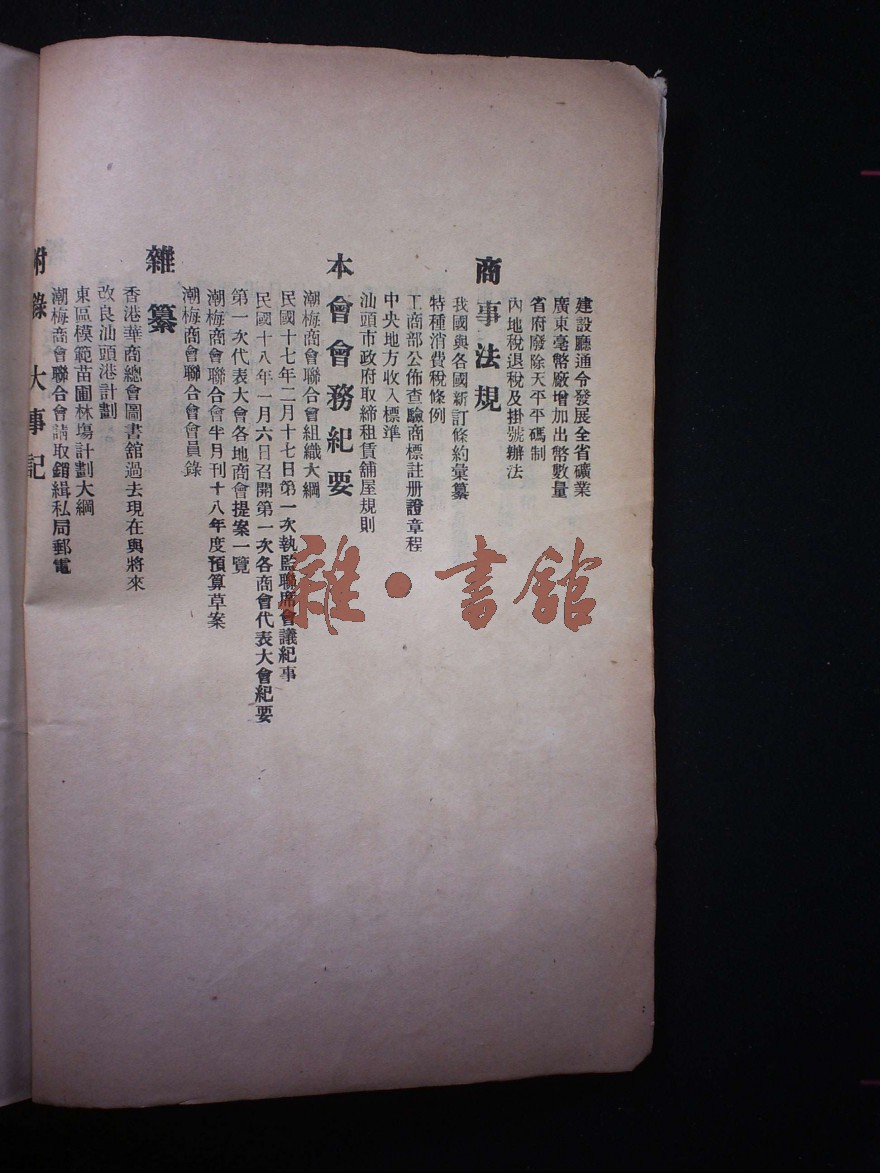 建設廳通令發展全省礦業
廣東毫幣廠增加出幣數量
省府廢除天平平碼制
內地稅退稅及掛號辦法
商事法規
我國與各國新訂條約彙纂
特種消費稅條例
工商部公佈查驗商標註册證章程
中央地方收入標準
汕頭市政府取締租賃舖屋規則
本會會務紀要
潮梅商會聯合會組織大綱
民國十七年二月十七日第一次執監聯席會議紀事
民國十八年一月六日召開第一次各商會代表大會紀要
第一次代表大會各地商會提案一覽
潮梅商會聯合會半月刊十八年度預算草案
潮梅商會聯合會會員錄
雜纂
香港華商總會圖書舘過去現在與將來
改良汕頭港計劃
東區模範苗圃林塲計劃大綱
潮梅商會聯合會請取銷緝私局郵電
附錄 大事記
雜·書舘